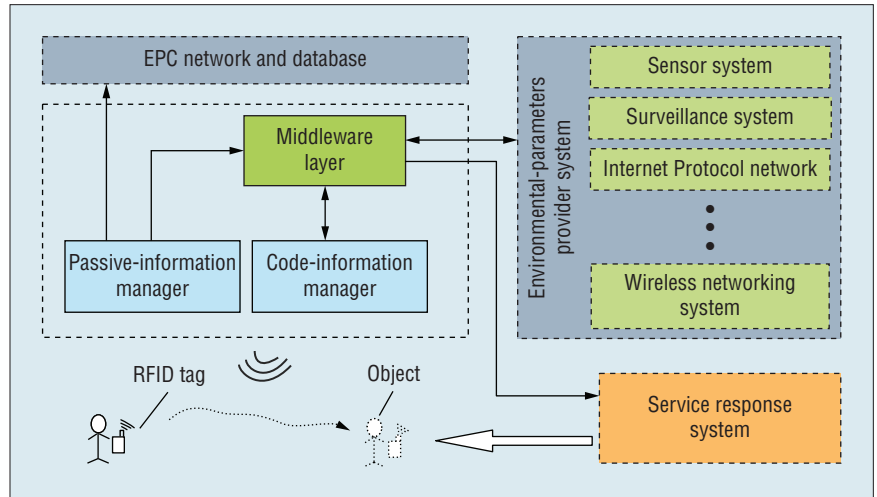 EPC network and database
Middleware
layer
Passive-information
manager
Code-information
manager
Environmental-parameters
provider system
Sensor system
Surveillance system
Internet Protocol network
Wireless networking
system
RFID tag
Object
Service response
system